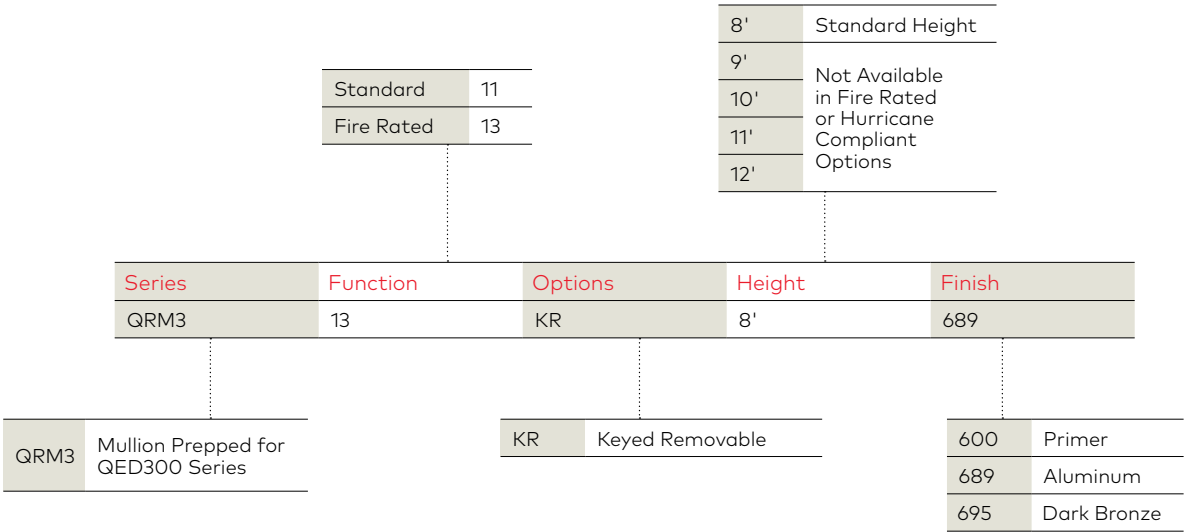 8' Standard Height
9'
10'
11'
12'
Not Available
in Fire Rated
or Hurricane
Compliant
Options
Standard 11
Fire Rated 13
Series Function Options Height Finish
QRM3 13 KR 8' 689
QRM3
Mullion Prepped for
QED300 Series
KR Keyed Removable
600 Primer
689 Aluminum
695 Dark Bronze